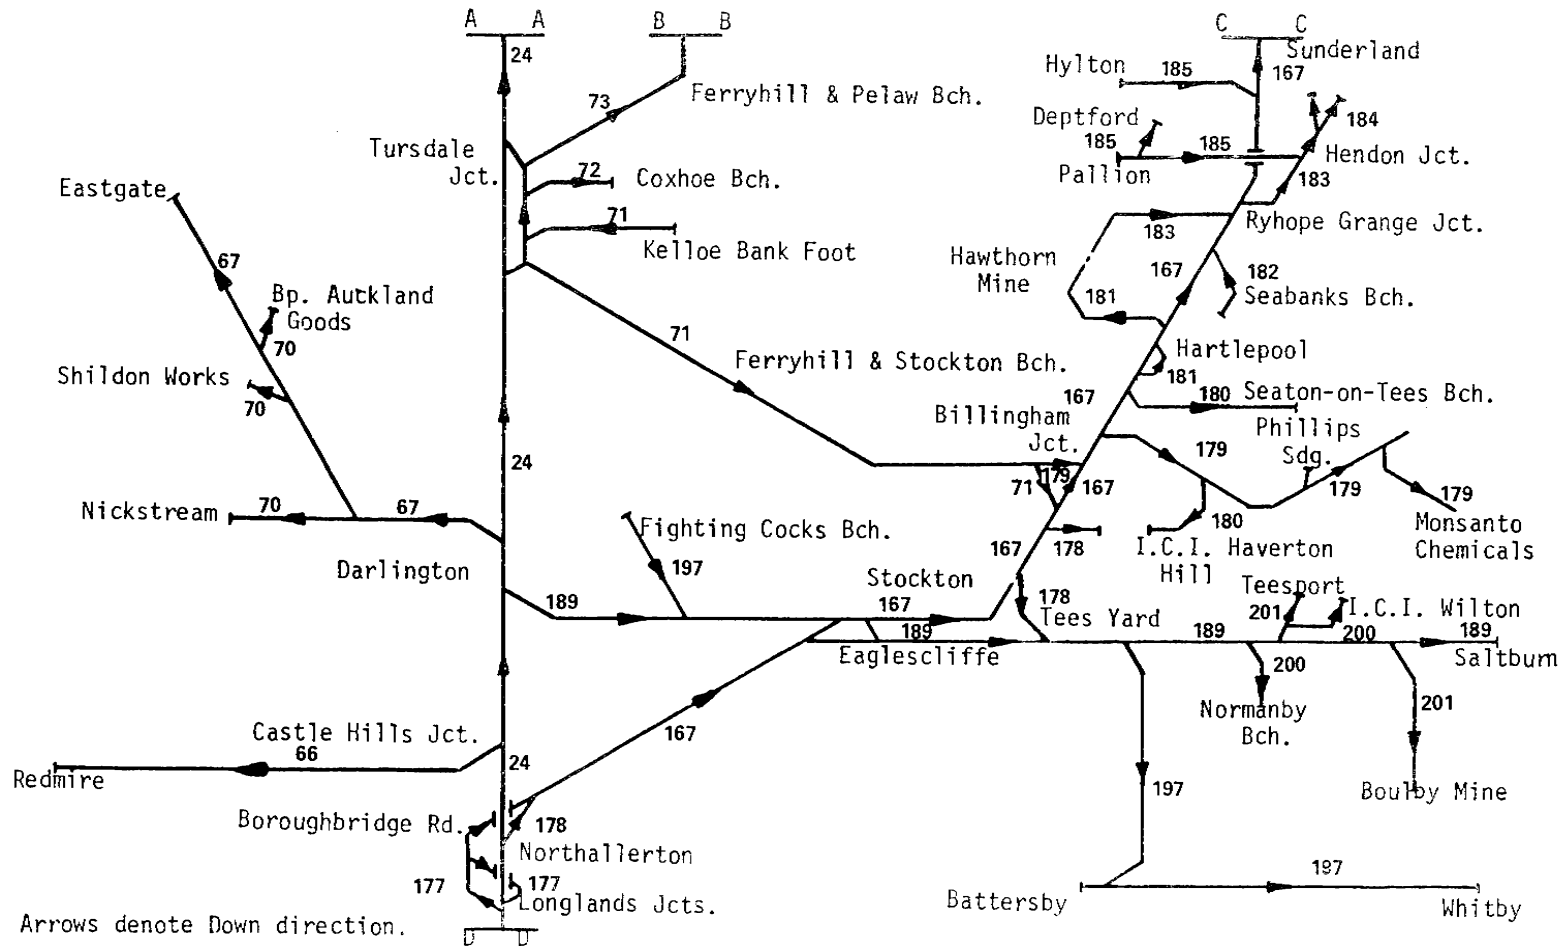 A A
B B
C C
24
Sunderland
Hylton
185
167
73
Ferryhill & Pelaw Bch.
Deptford
184
185
185
Tursdale
Jct.
Hendon Jct.
Pallion
183
72
Coxhoe Bch.
Eastgate
71
183
Ryhope Grange Jct.
Kelloe Bank Foot
Hawthorn
Mine
67
167
182
Bp. Auckland
Goods
181
Seabanks Bch.
70
71
Ferryhill & Stockton Bch.
Hartlepool
Shildon Works
181
70
167
180
Seaton-on-Tees Bch.
Billingham
Jct.
Phillips
Sdg.
24
179
179
71
167
179
179
70
67
Nickstream
Fighting Cocks Bch.
180
Monsanto
Chemicals
178
167
I.C.I. Haverton
Hill
Darlington
197
Stockton
Teesport
189
167
178
201
I.C.I. Wilton
Tees Yard
189
189
200
189
Eaglescliffe
200
Saltburn
201
Normanby
Bch.
Castle Hills Jct.
167
66
24
Redmire
197
Boulby Mine
Boroughbridge Rd.
178
Northallerton
177
177
197
Longlands Jcts.
Battersby
Whitby
Arrows denote Down direction.
D D